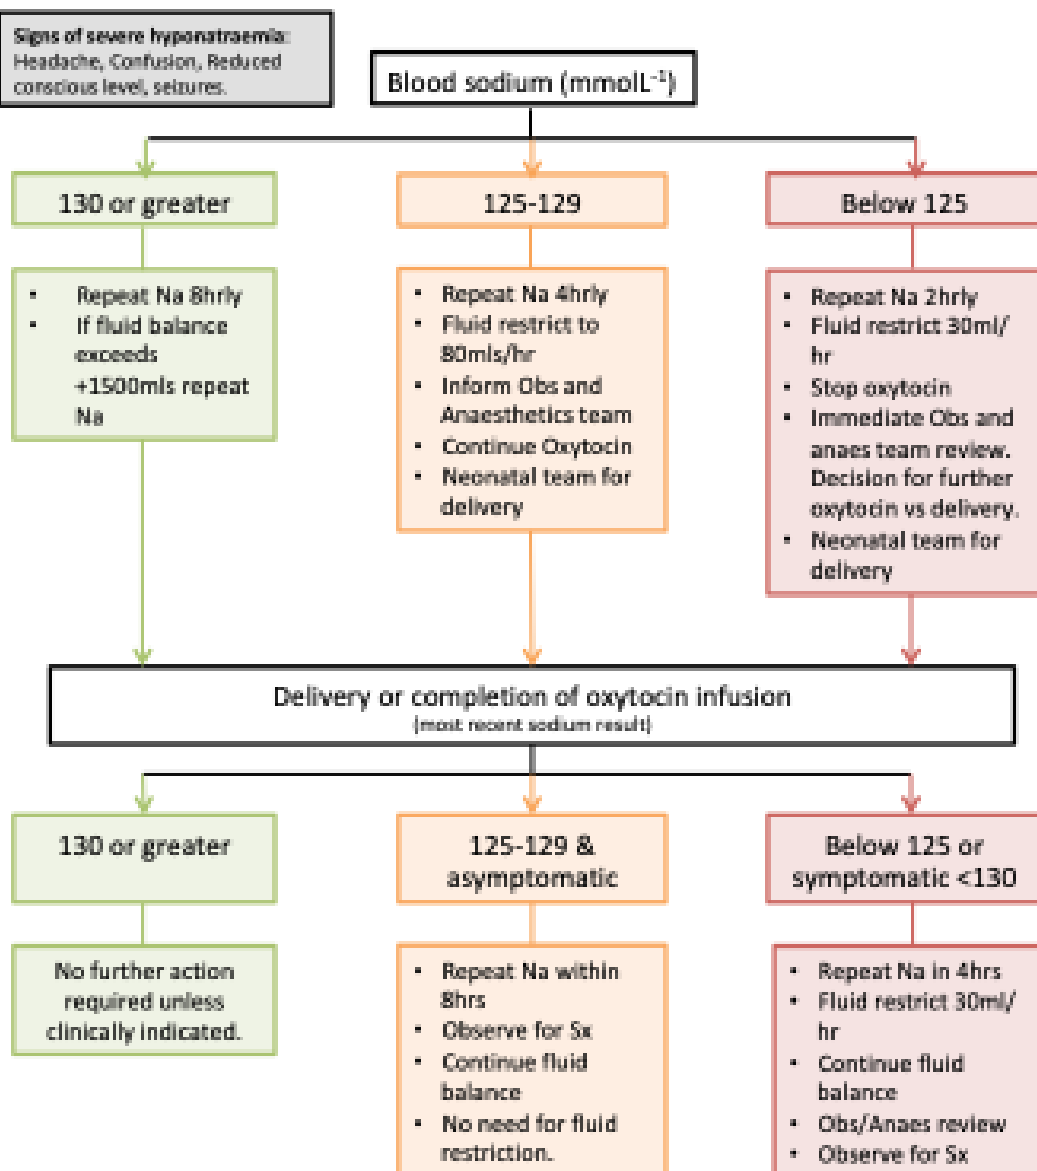 Signs of severe hyponatraemia:
Headache, Confusion, Reduced
conscious level, seizures.
Blood sodium (mmolL⁻¹)
130 or greater
125-129
Below 125
• Repeat Na 8hrly
• If fluid balance
exceeds
+1500mls repeat
Na
• Repeat Na 4hrly
• Fluid restrict to
80mls/hr
• Inform Obs and
Anaesthetics team
• Continue Oxytocin
• Neonatal team for
delivery
• Repeat Na 2hrly
• Fluid restrict 30ml/
hr
• Stop oxytocin
• Immediate Obs and
anaes team review.
Decision for further
oxytocin vs delivery.
• Neonatal team for
delivery
Delivery or completion of oxytocin infusion
(most recent sodium result)
130 or greater
125-129 &
asymptomatic
Below 125 or
symptomatic <130
No further action
required unless
clinically indicated.
• Repeat Na within
8hrs
• Observe for Sx
• Continue fluid
balance
• No need for fluid
restriction.
• Repeat Na in 4hrs
• Fluid restrict 30ml/
hr
• Continue fluid
balance
• Obs/Anaes review
• Observe for Sx